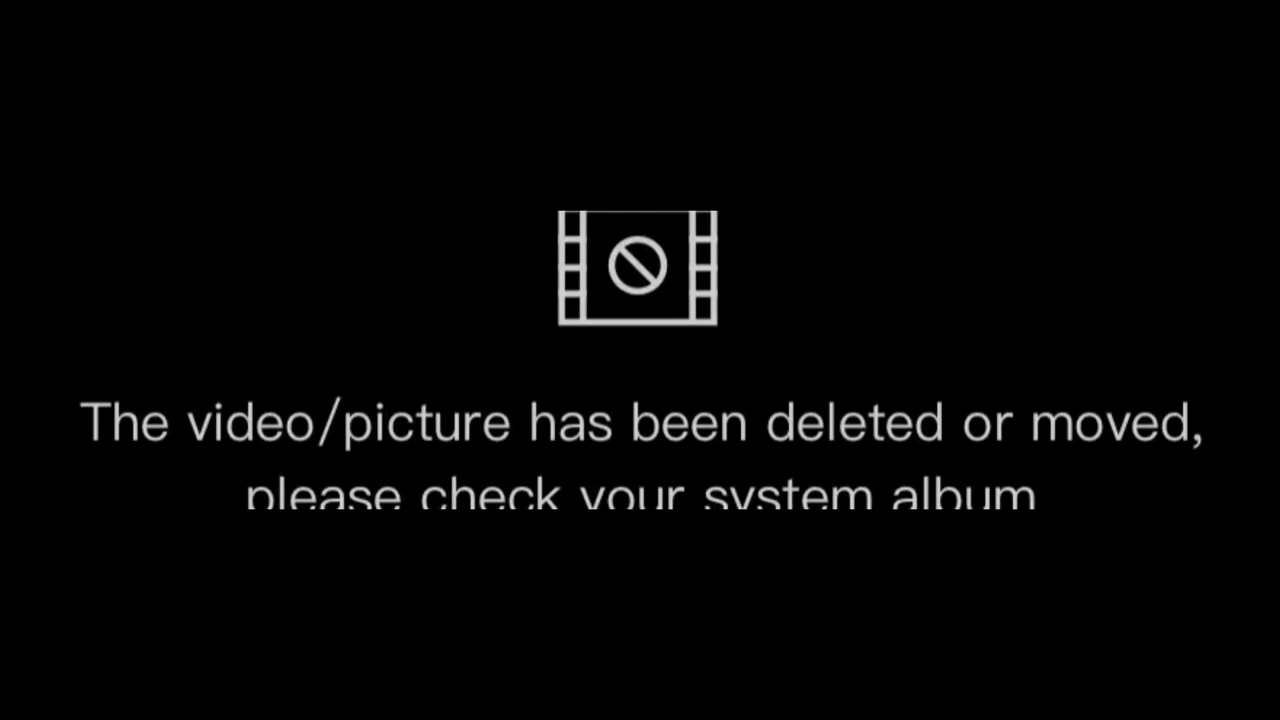 The video/picture has been deleted or moved,
please check your system album